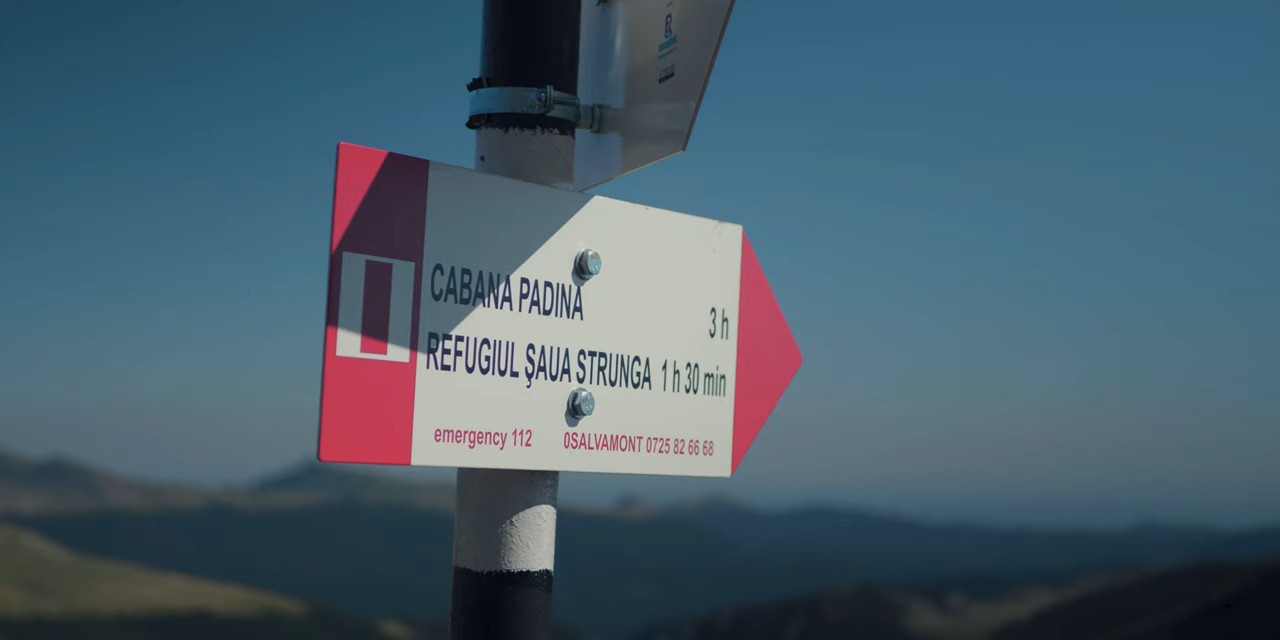 CABANA PADINA
3 h
REFUGIUL ŞAUA STRUNGA 1 h 30 min
emergency 112 0SALVAMONT 0725 82 66 68